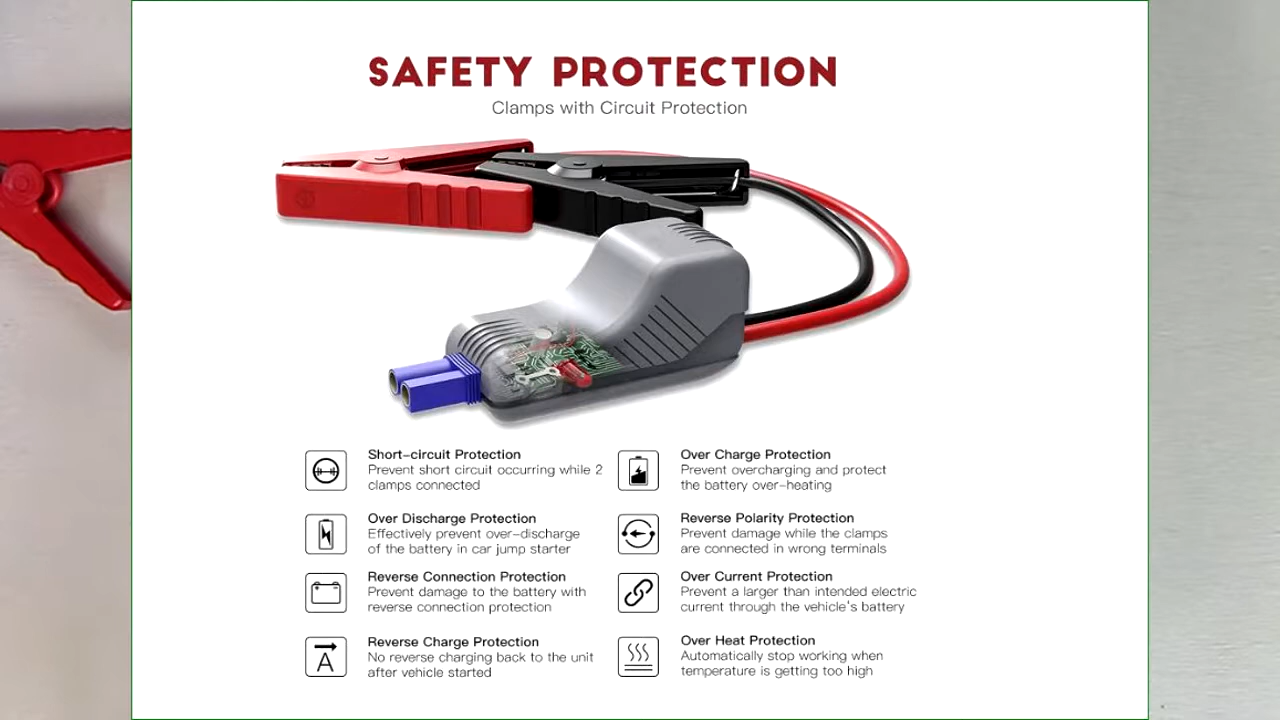 SAFETY PROTECTION
Clamps with Circuit Protection
Short-circuit Protection
Prevent short circuit occurring while 2
clamps connected
Over Charge Protection
Prevent overcharging and protect
the battery over-heating
Over Discharge Protection
Effectively prevent over-discharge
of the battery in car jump starter
Reverse Polarity Protection
Prevent damage while the clamps
are connected in wrong terminals
Reverse Connection Protection
Prevent damage to the battery with
reverse connection protection
Over Current Protection
Prevent a larger than intended electric
current through the vehicle's battery
A
Reverse Charge Protection
No reverse charging back to the unit
after vehicle started
Over Heat Protection
Automatically stop working when
temperature is getting too high